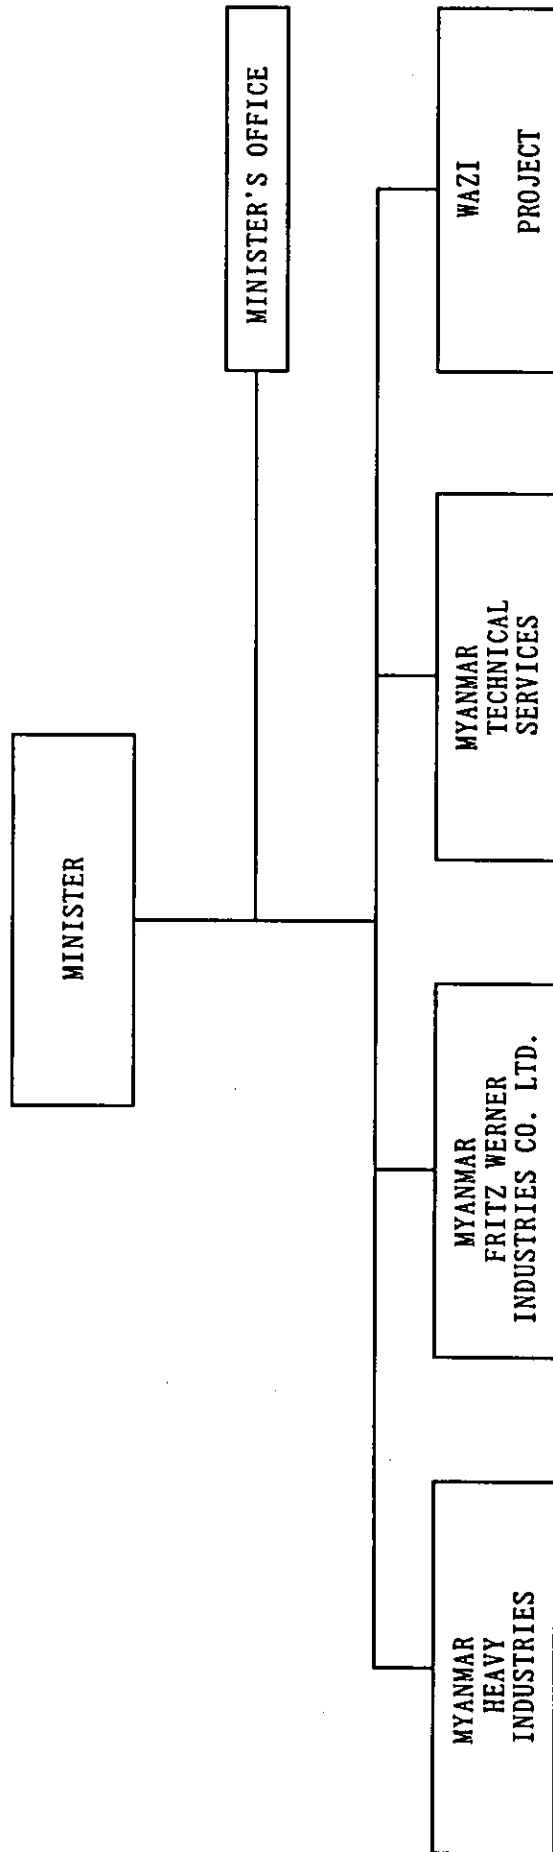 MINISTER
MINISTER'S OFFICE
MYANMAR
HEAVY
INDUSTRIES
MYANMAR
FRITZ WERNER
INDUSTRIES CO. LTD.
MYANMAR
TECHNICAL
SERVICES
WAZI
PROJECT